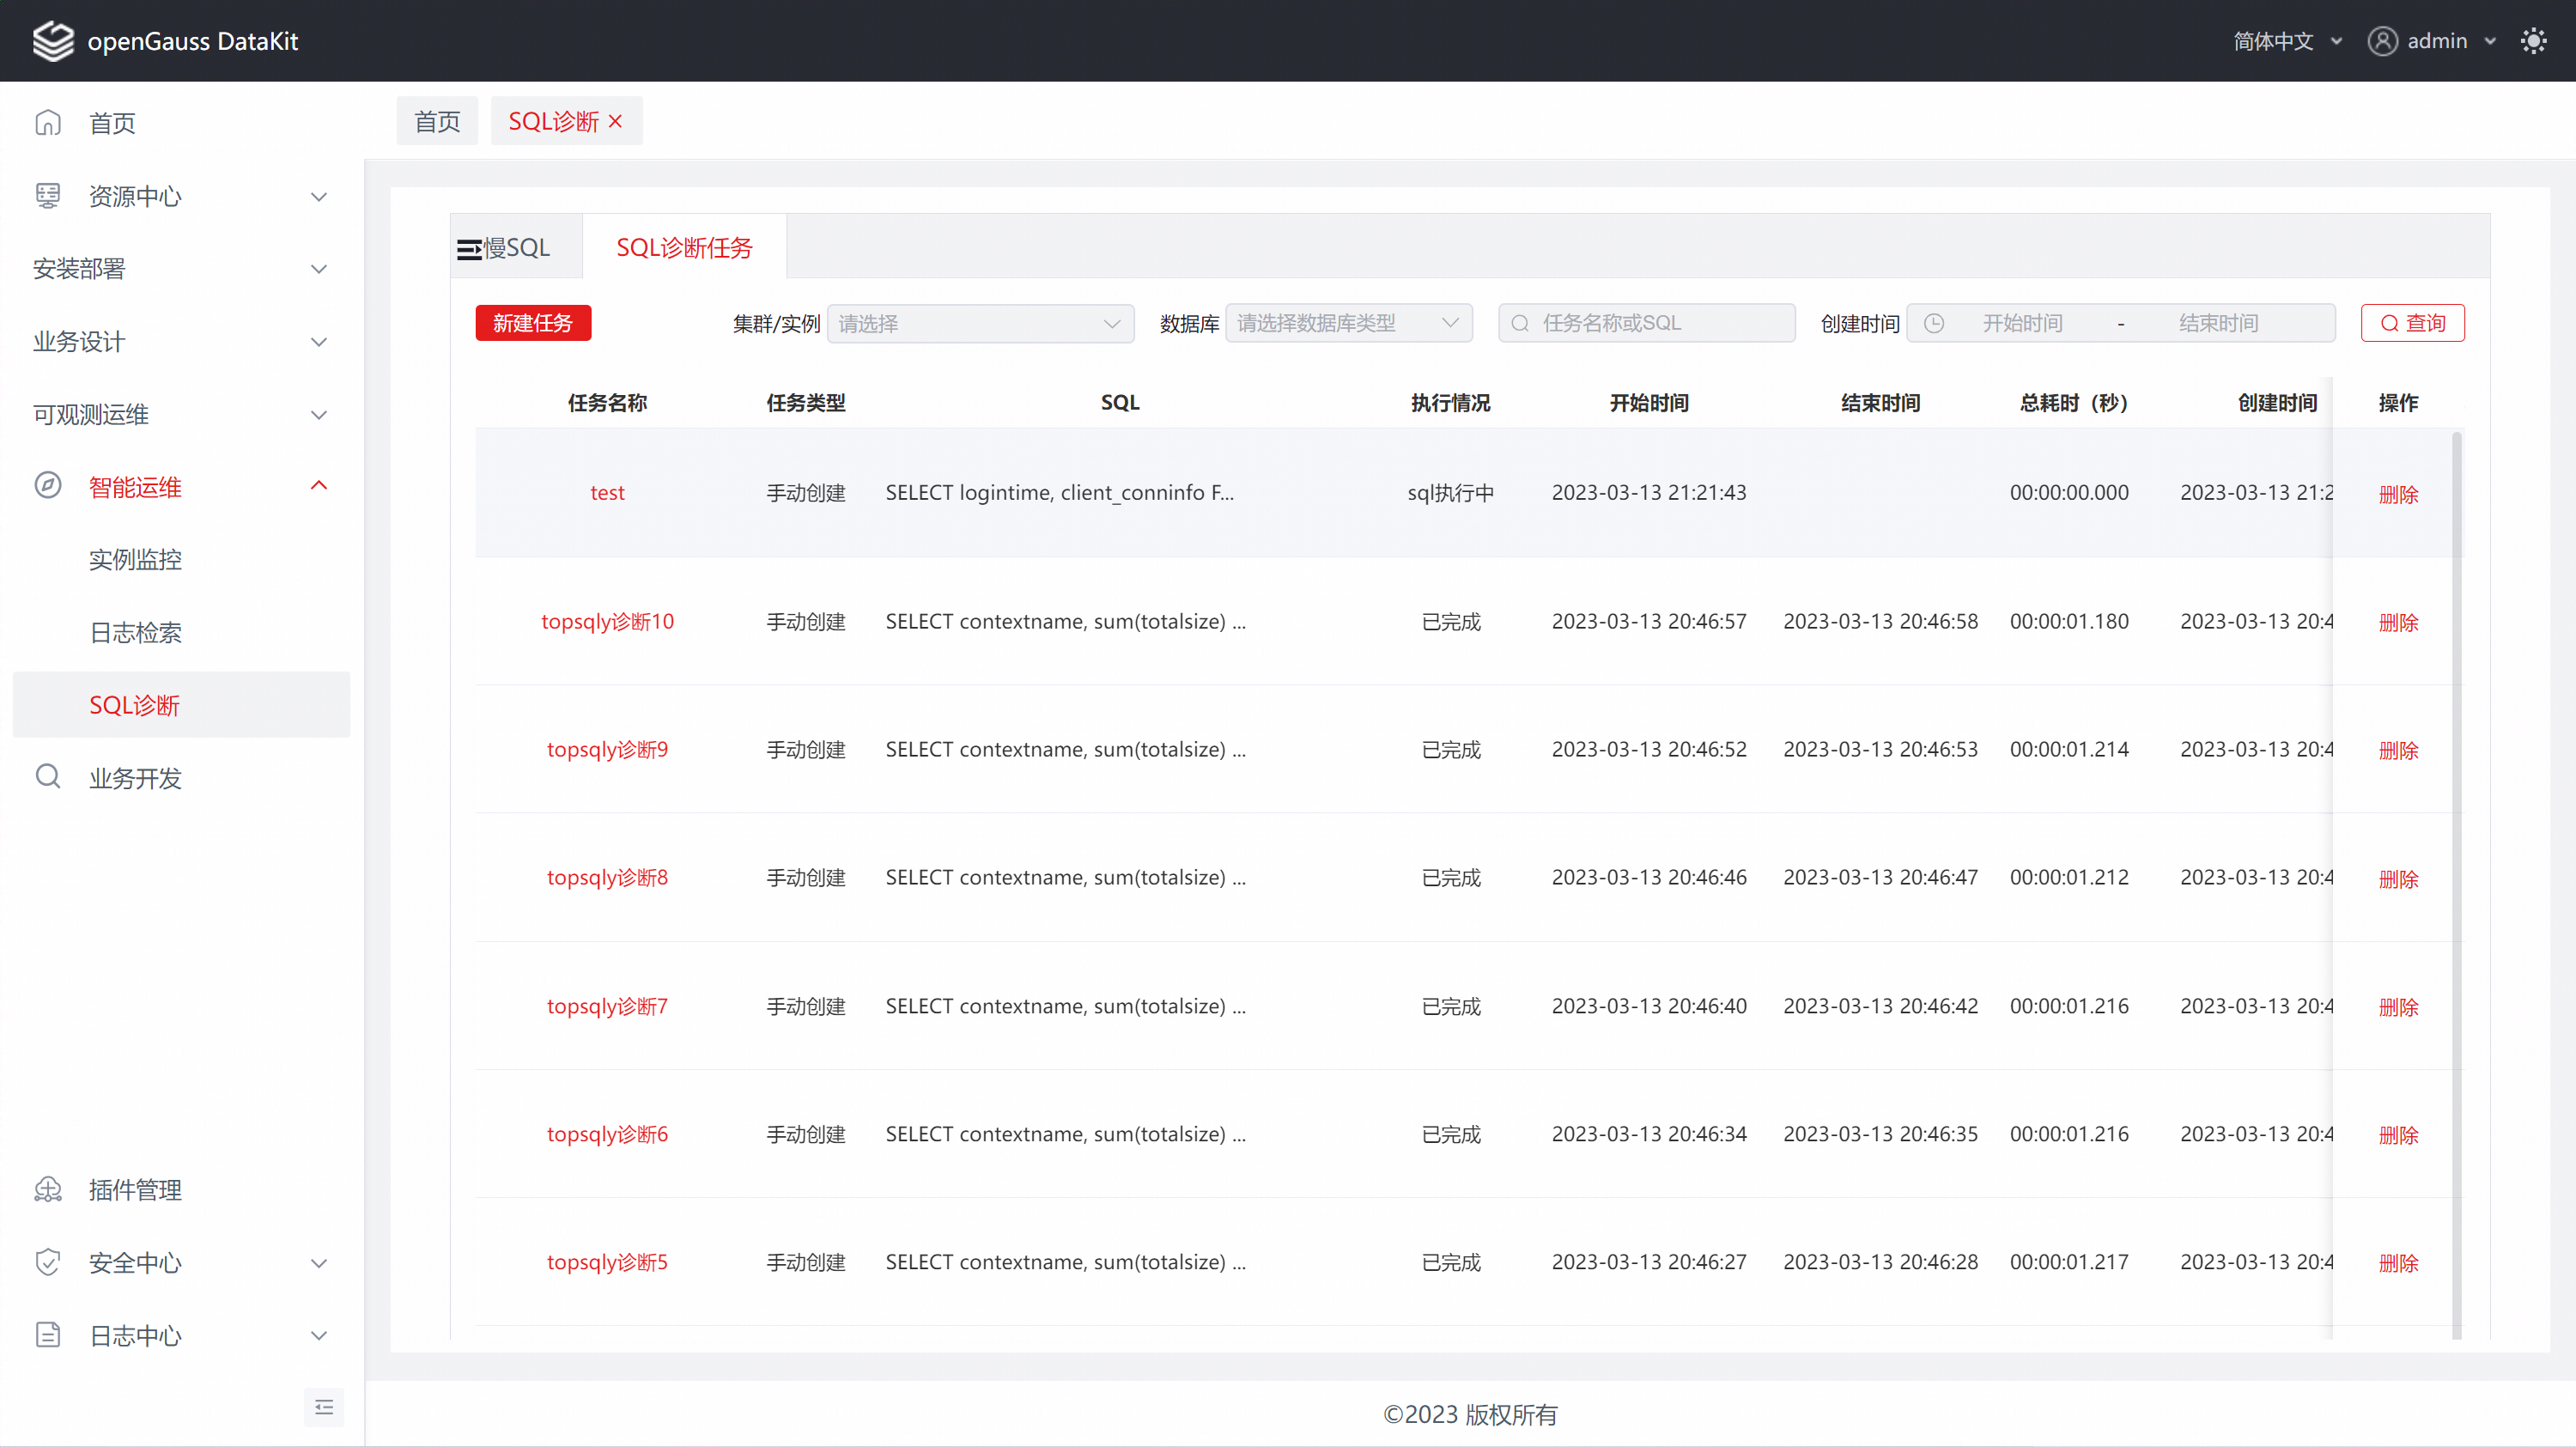 openGauss DataKit
简体中文
admin
首页
资源中心
安装部署
业务设计
可观测运维
智能运维
实例监控
日志检索
SQL诊断
业务开发
插件管理
安全中心
日志中心
首页
SQL诊断
慢SQL
SQL诊断任务
新建任务
集群/实例 请选择
数据库 请选择数据库类型
任务名称或SQL
创建时间 开始时间 - 结束时间
查询
任务名称 任务类型 SQL 执行情况 开始时间 结束时间 总耗时（秒） 创建时间 操作
test 手动创建 SELECT logintime, client_conninfo F... sql执行中 2023-03-13 21:21:43 00:00:00.000 2023-03-13 21:2 删除
topsqly诊断10 手动创建 SELECT contextname, sum(totalsize) ... 已完成 2023-03-13 20:46:57 2023-03-13 20:46:58 00:00:01.180 2023-03-13 20:4 删除
topsqly诊断9 手动创建 SELECT contextname, sum(totalsize) ... 已完成 2023-03-13 20:46:52 2023-03-13 20:46:53 00:00:01.214 2023-03-13 20:4 删除
topsqly诊断8 手动创建 SELECT contextname, sum(totalsize) ... 已完成 2023-03-13 20:46:46 2023-03-13 20:46:47 00:00:01.212 2023-03-13 20:4 删除
topsqly诊断7 手动创建 SELECT contextname, sum(totalsize) ... 已完成 2023-03-13 20:46:40 2023-03-13 20:46:42 00:00:01.216 2023-03-13 20:4 删除
topsqly诊断6 手动创建 SELECT contextname, sum(totalsize) ... 已完成 2023-03-13 20:46:34 2023-03-13 20:46:35 00:00:01.216 2023-03-13 20:4 删除
topsqly诊断5 手动创建 SELECT contextname, sum(totalsize) ... 已完成 2023-03-13 20:46:27 2023-03-13 20:46:28 00:00:01.217 2023-03-13 20:4 删除
©2023 版权所有